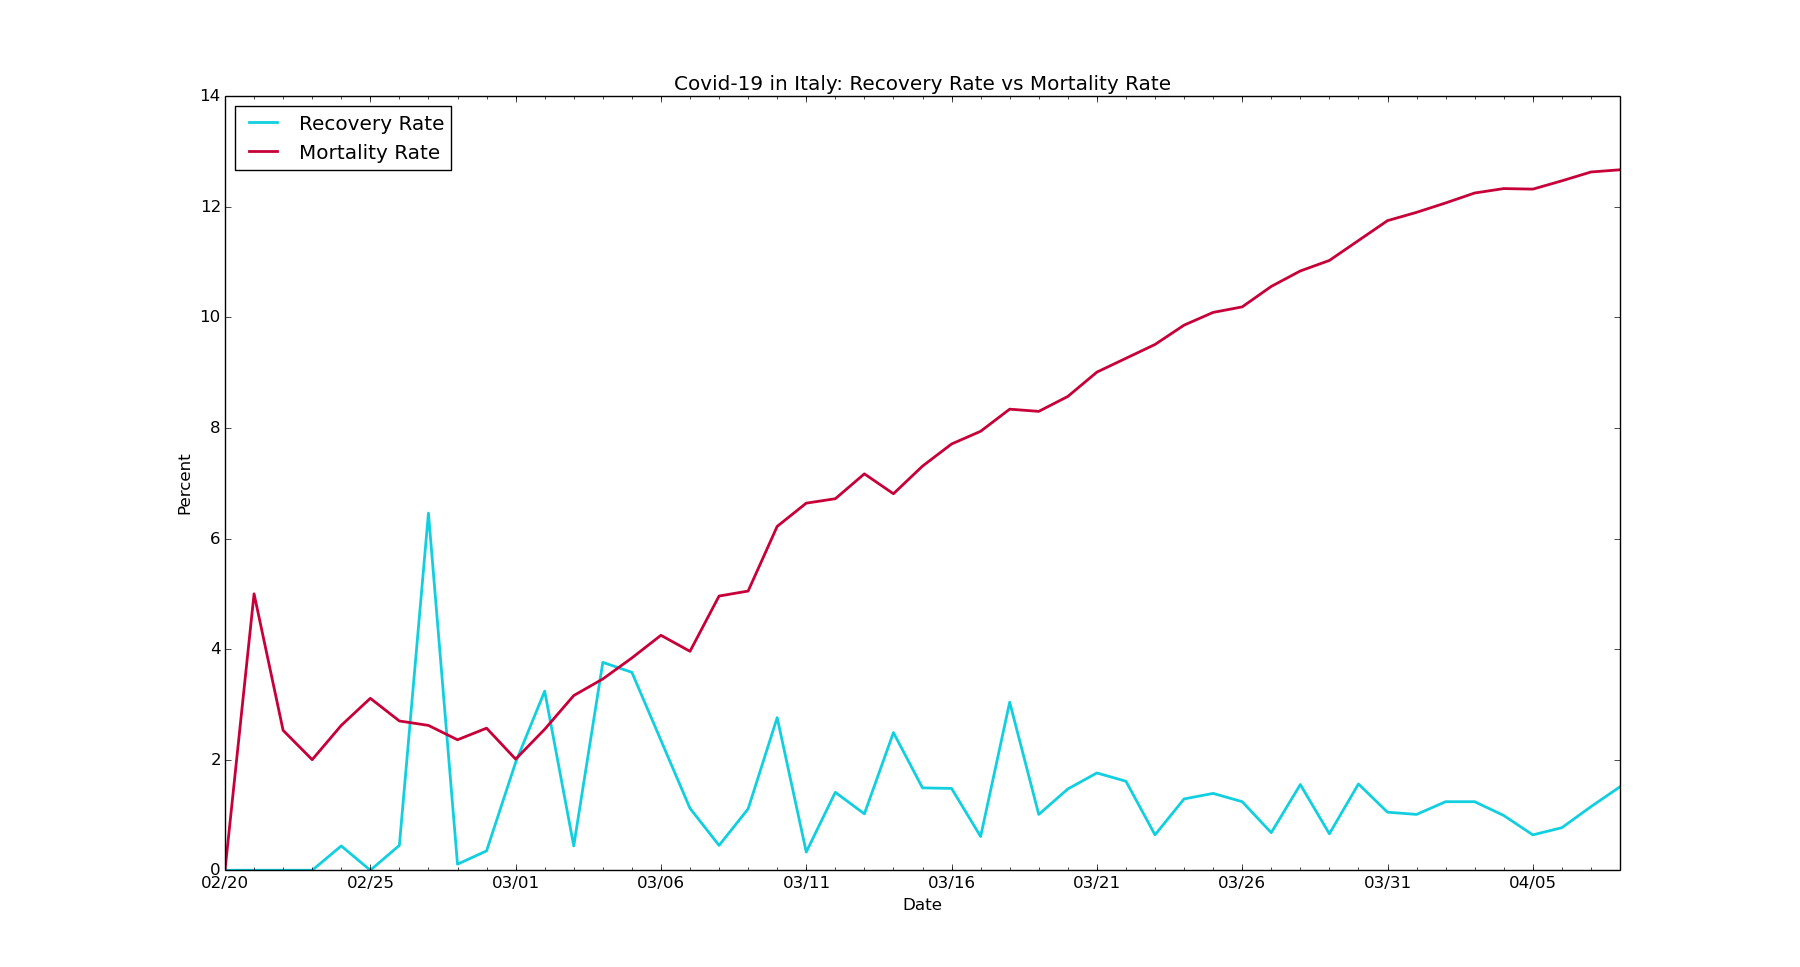 Covid-19 in Italy: Recovery Rate vs Mortality Rate
14
Recovery Rate
Mortality Rate
12
10
8
Percent
6
4
2
0
02/20 02/25 03/01 03/06 03/11 03/16 03/21 03/26 03/31 04/05
Date